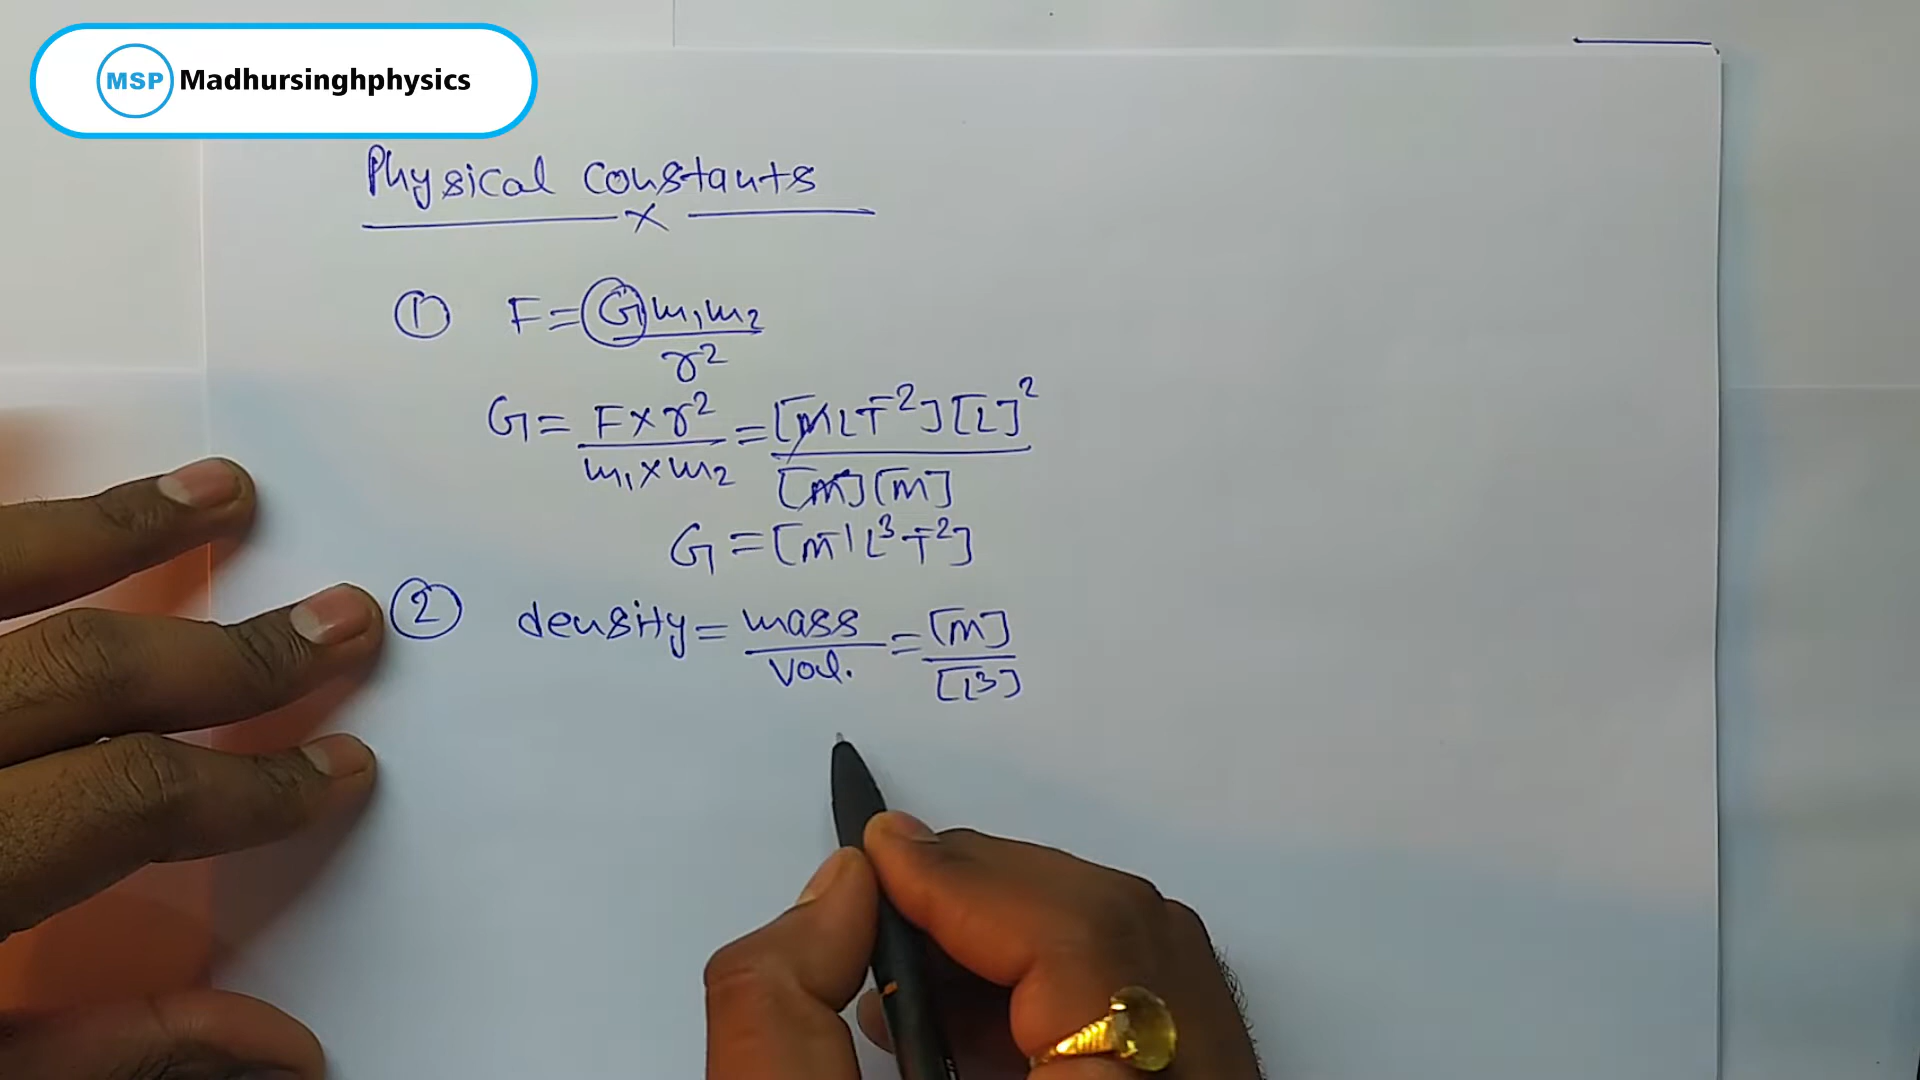 MSP Madhursinghphysics
Physical constants
x
① F = G m₁m₂ / r²
G = F × r² / m₁ × m₂ = [MLT⁻²][L]² / [M][M]
G = [M⁻¹L³T⁻²]
② density = mass / Vol. = [M] / [L³]